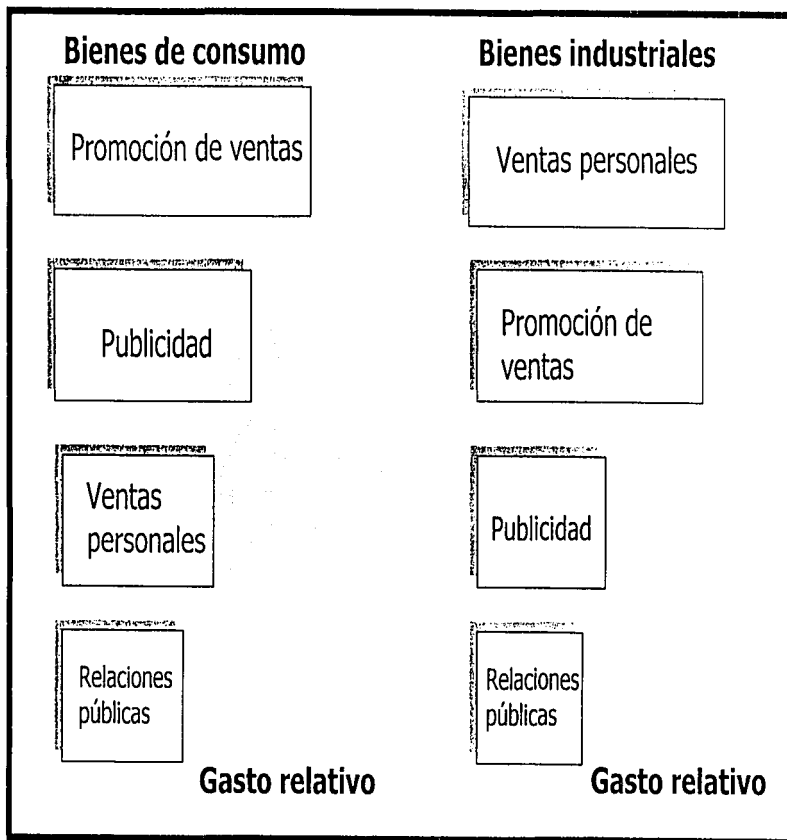 Bienes de consumo
Promoción de ventas
Publicidad
Ventas
personales
Relaciones
públicas
Gasto relativo
Bienes industriales
Ventas personales
Promoción de
ventas
Publicidad
Relaciones
públicas
Gasto relativo